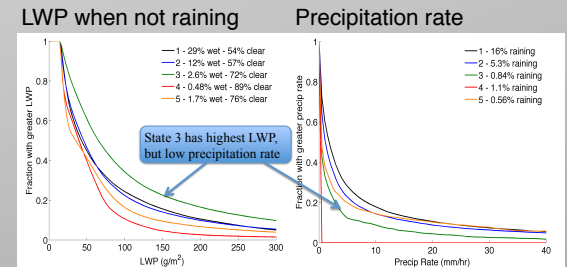 LWP when not raining
Precipitation rate
Fraction with greater LWP
1
0.8
0.6
0.4
0.2
0
0
50
100
150
200
250
300
LWP (g/m²)
1 - 29% wet - 54% clear
2 - 12% wet - 57% clear
3 - 2.6% wet - 72% clear
4 - 0.48% wet - 89% clear
5 - 1.7% wet - 76% clear
State 3 has highest LWP,
but low precipitation rate
Fraction with greater precip rate
1
0.8
0.6
0.4
0.2
0
0
10
20
30
40
Precip Rate (mm/hr)
1 - 16% raining
2 - 5.3% raining
3 - 0.84% raining
4 - 1.1% raining
5 - 0.56% raining